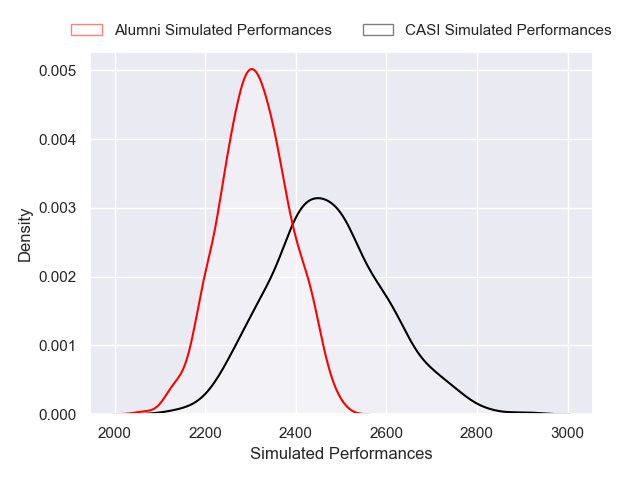 Alumni Simulated Performances CASI Simulated Performances
0.005
0.004
0.003
0.002
0.001
0.000
Density
2000 2200 2400 2600 2800 3000
Simulated Performances